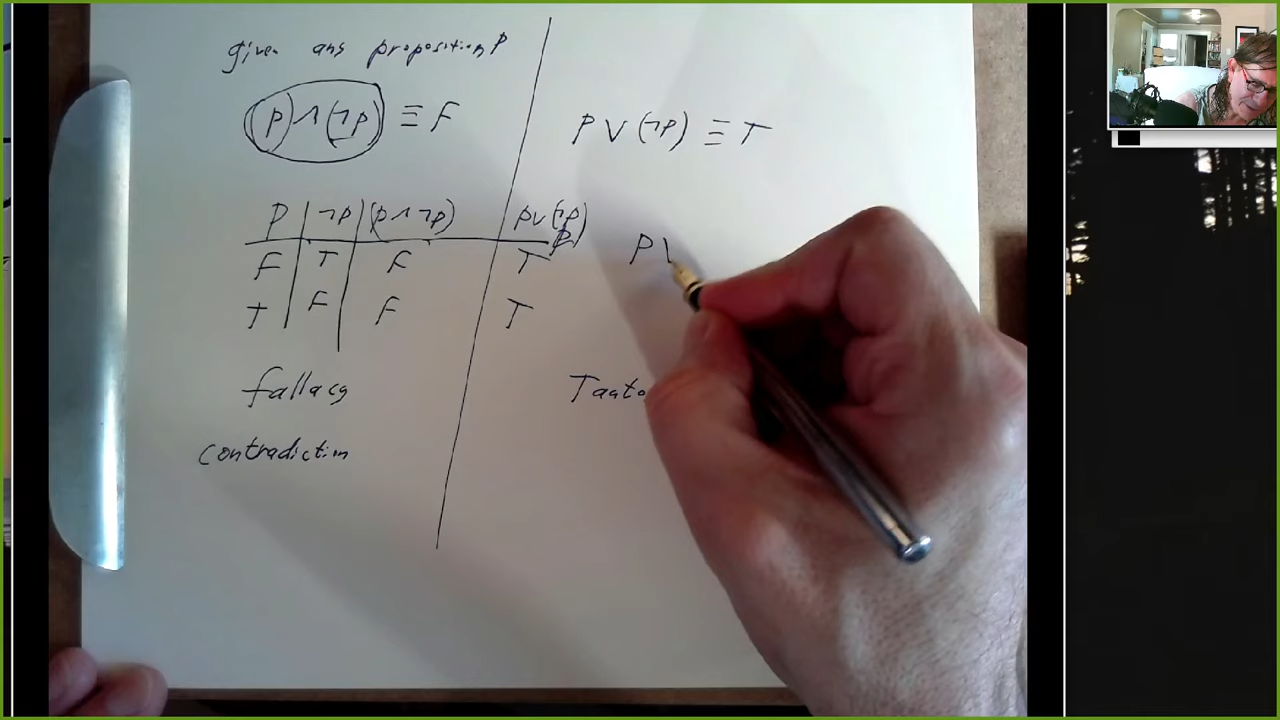 given any proposition P
(p)∧(¬p) ≡ F
P ∨ (¬P) ≡ T
P ¬P (p ∧ ¬p) p∨(¬p)
p
F T F T
T F F T
P \
fallacy
Tauto
contradiction